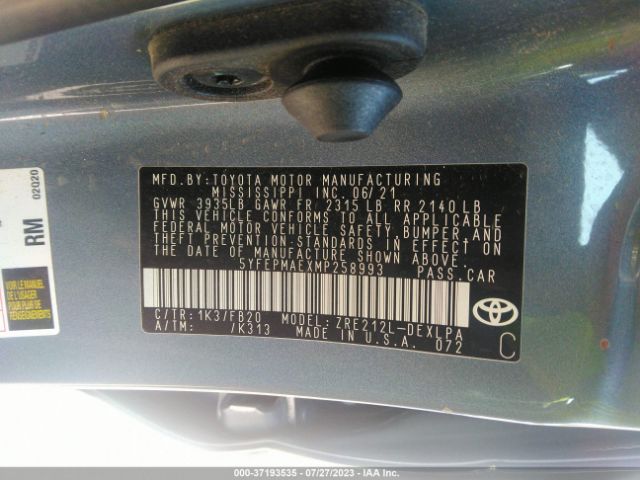 MFD.BY:TOYOTA MOTOR MANUFACTURING
MISSISSIPPI INC. 06/21
GVWR 3935LB GAWR FR 2315 LB RR 2140 LB
THIS VEHICLE CONFORMS TO ALL APPLICABLE
FEDERAL MOTOR VEHICLE SAFETY, BUMPER, AND
THEFT PREVENTION STANDARDS IN EFFECT ON
THE DATE OF MANUFACTURE SHOWN ABOVE.
5YFEPMAEXMP258993 PASS.CAR
C/TR: 1K3/FB20 MODEL: ZRE212L-DEXLPA
A/TM: /K313 MADE IN U.S.A. 072
C
RM
02Q20
000-37193535 / 07/27/2023 - IAA Inc.